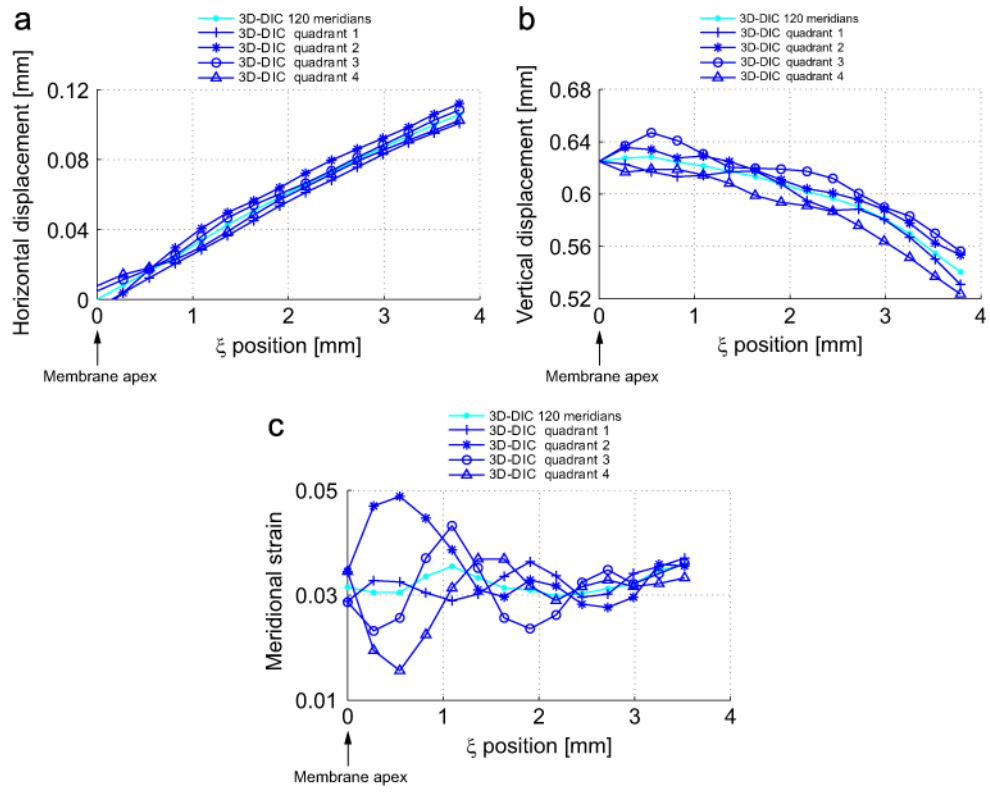 a
3D-DIC 120 meridians
3D-DIC quadrant 1
3D-DIC quadrant 2
3D-DIC quadrant 3
3D-DIC quadrant 4
Horizontal displacement [mm]
0.12
0.08
0.04
0
0 1 2 3 4
ξ position [mm]
Membrane apex
b
3D-DIC 120 meridians
3D-DIC quadrant 1
3D-DIC quadrant 2
3D-DIC quadrant 3
3D-DIC quadrant 4
Vertical displacement [mm]
0.68
0.64
0.6
0.56
0.52
0 1 2 3 4
ξ position [mm]
Membrane apex
c
3D-DIC 120 meridians
3D-DIC quadrant 1
3D-DIC quadrant 2
3D-DIC quadrant 3
3D-DIC quadrant 4
Meridional strain
0.05
0.03
0.01
0 1 2 3 4
ξ position [mm]
Membrane apex